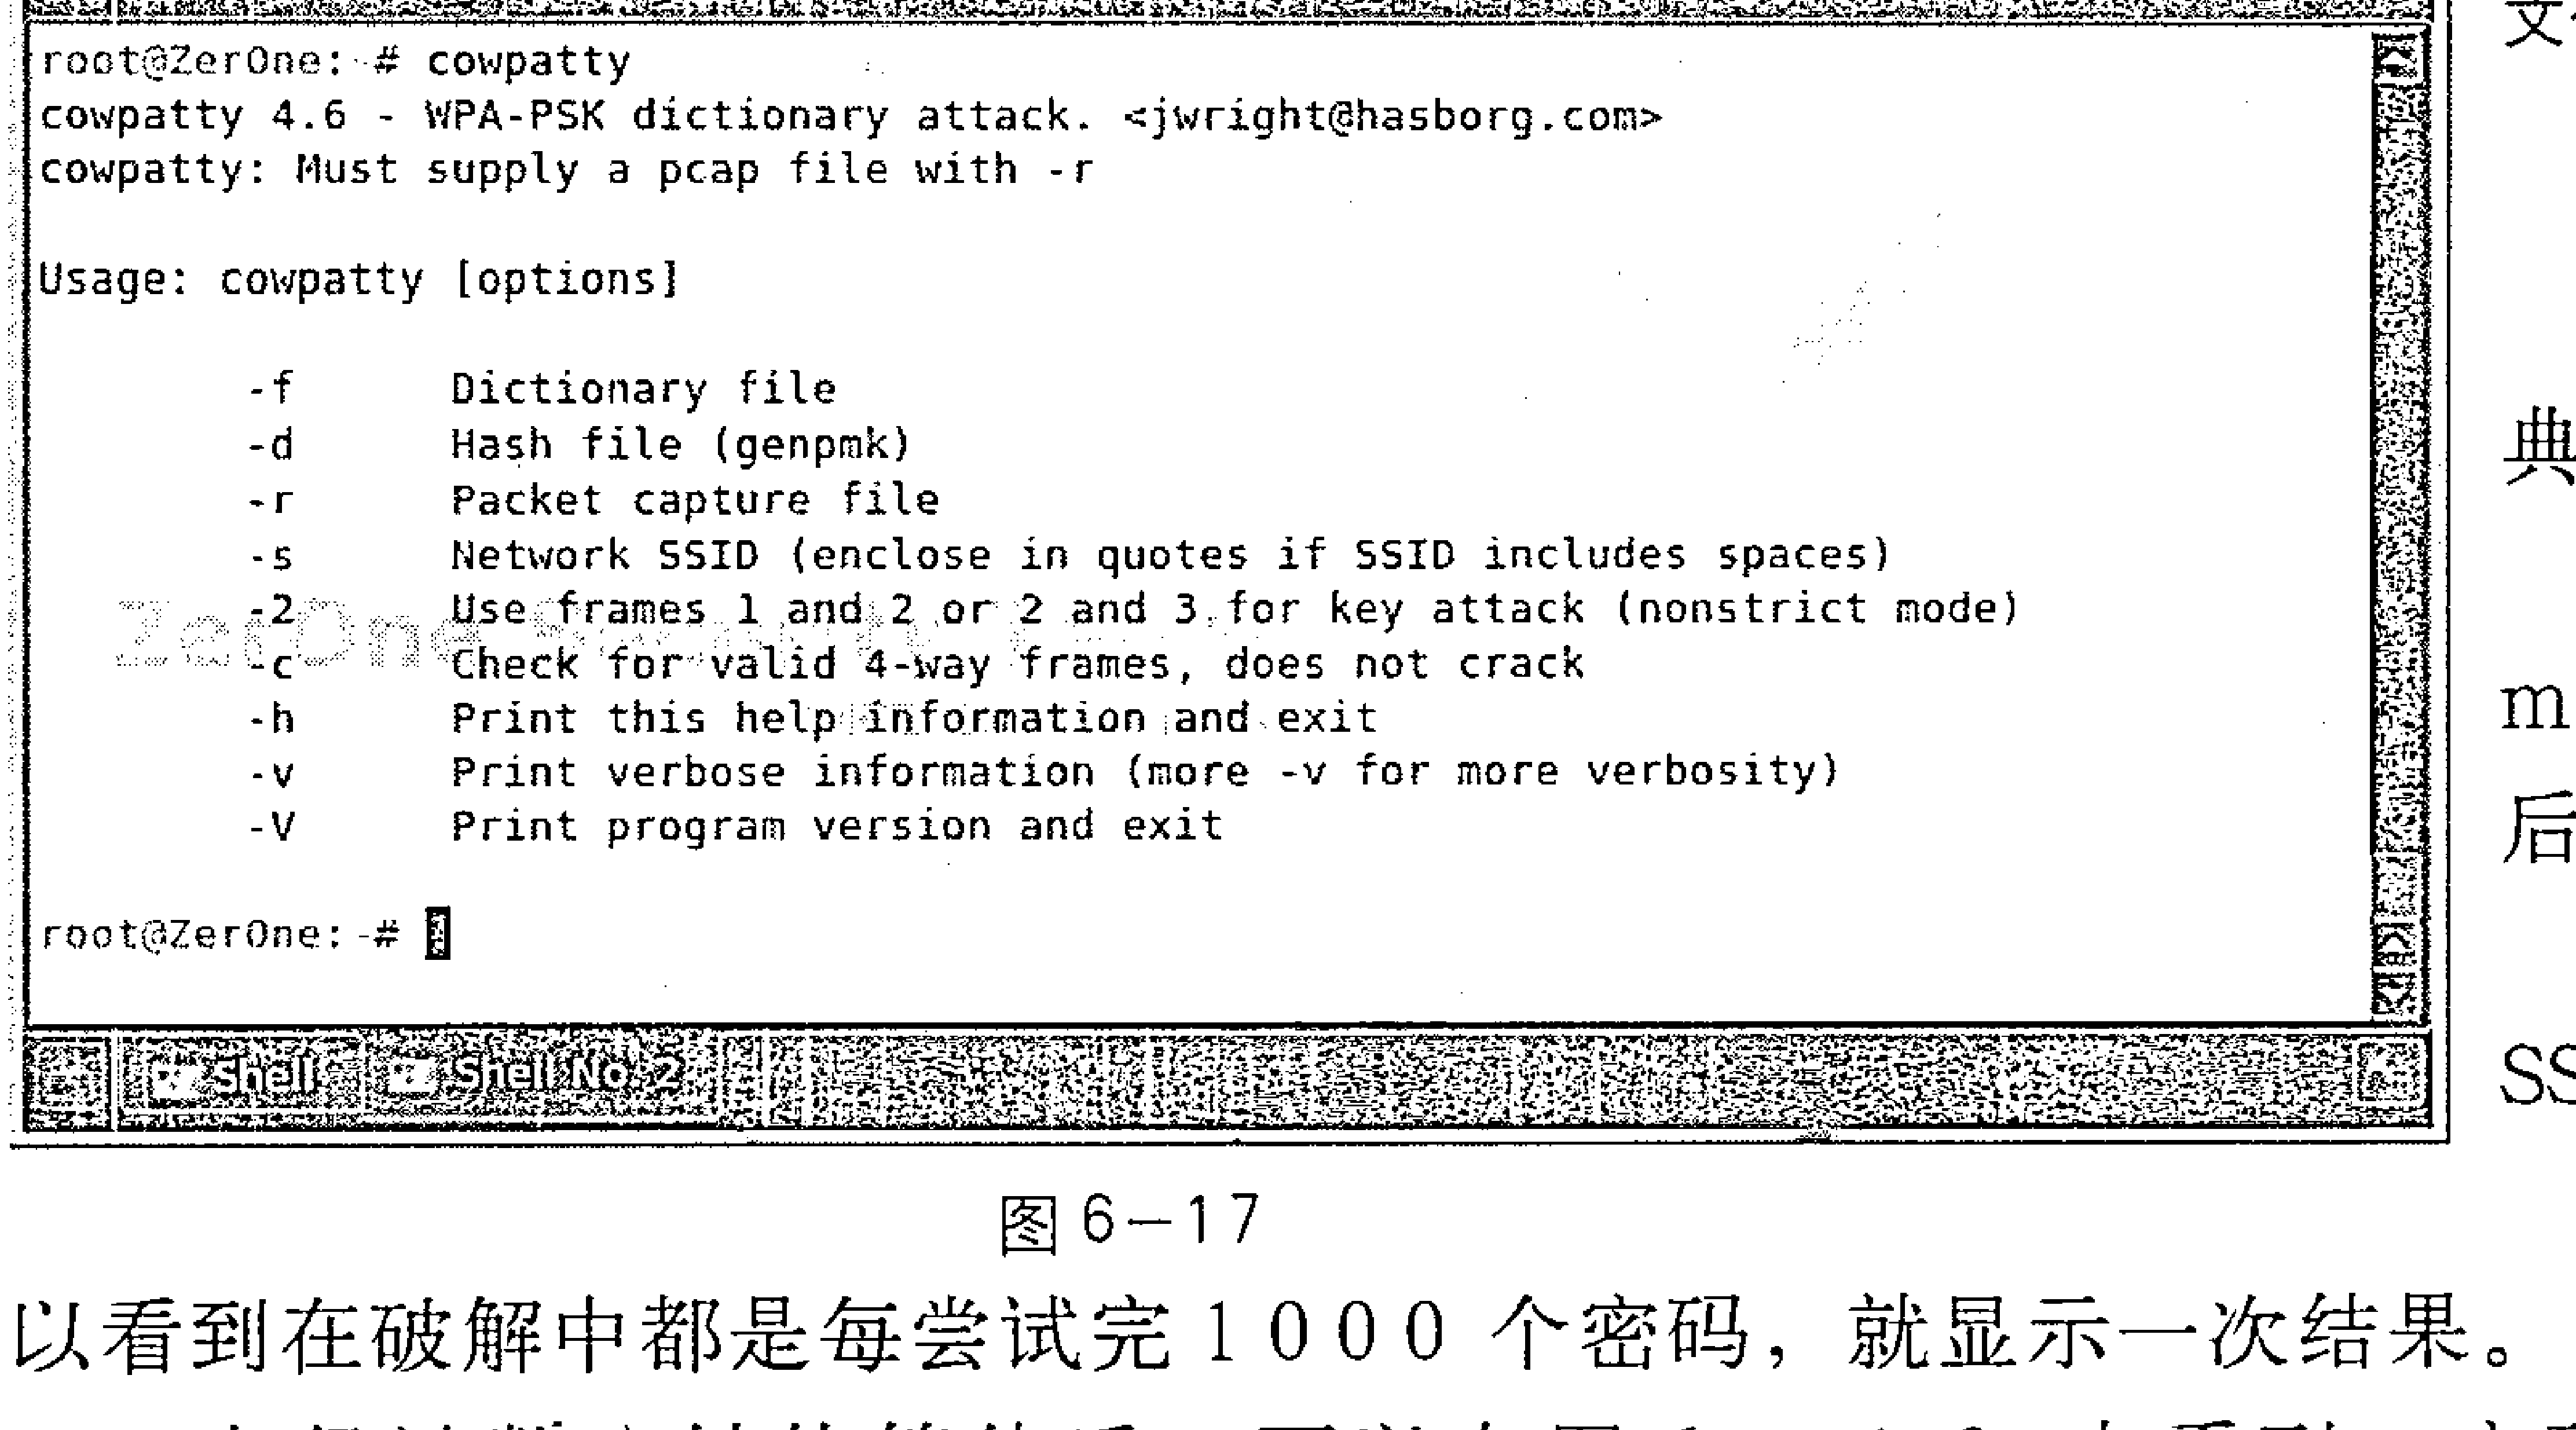 root@ZerOne:~# cowpatty
cowpatty 4.6 - WPA-PSK dictionary attack. <jwright@hasborg.com>
cowpatty: Must supply a pcap file with -r
Usage: cowpatty [options]
-f Dictionary file
-d Hash file (genpmk)
-r Packet capture file
-s Network SSID (enclose in quotes if SSID includes spaces)
-2 Use frames 1 and 2 or 2 and 3 for key attack (nonstrict mode)
-c Check for valid 4-way frames, does not crack
-h Print this help information and exit
-v Print verbose information (more -v for more verbosity)
-V Print program version and exit
root@ZerOne:~#
ZerOne
Shell Shell No. 2
典
m
后
SS
图6-17
以看到在破解中都是每尝试完1000个密码，就显示一次结果。